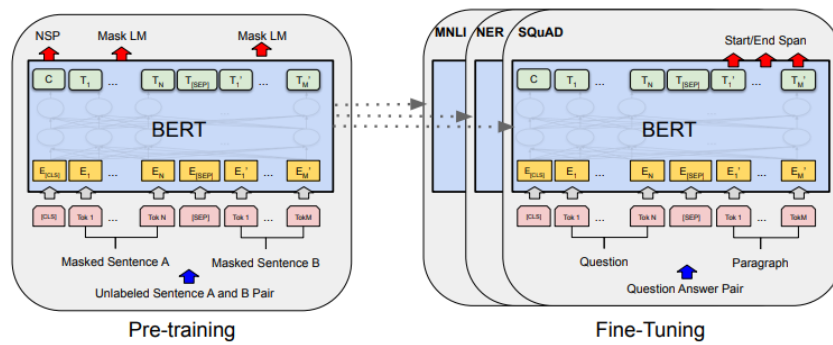 NSP Mask LM Mask LM
C T1 ... TN T[SEP] T1' ... TM'
BERT
E[CLS] E1 ... EN E[SEP] E1' ... EM'
[CLS] Tok 1 ... Tok N [SEP] Tok 1 ... TokM
Masked Sentence A Masked Sentence B
Unlabeled Sentence A and B Pair
Pre-training
MNLI NER SQuAD
Start/End Span
C T1 ... TN T[SEP] T1' ... TM'
BERT
E[CLS] E1 ... EN E[SEP] E1' ... EM'
[CLS] Tok 1 ... Tok N [SEP] Tok 1 ... TokM
Question Paragraph
Question Answer Pair
Fine-Tuning